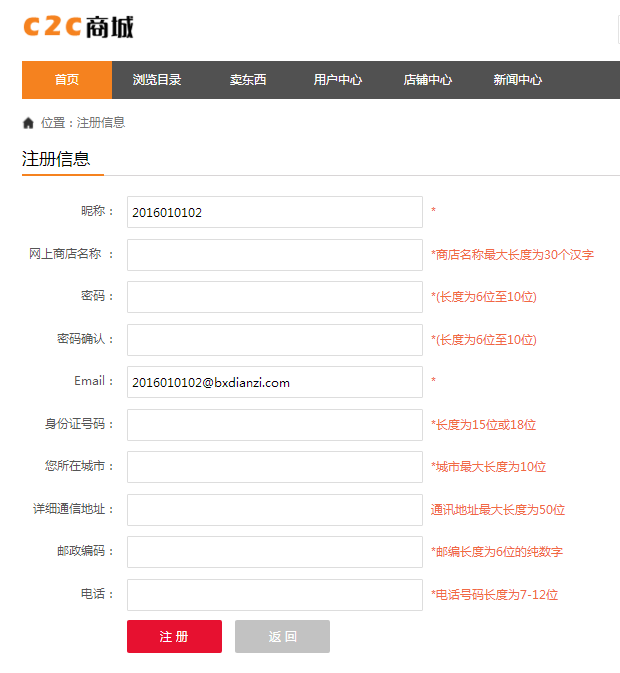 c2c商城
首页 浏览目录 卖东西 用户中心 店铺中心 新闻中心
位置：注册信息
注册信息
昵称： 2016010102 *
网上商店名称 ： *商店名称最大长度为30个汉字
密码： *(长度为6位至10位)
密码确认： *(长度为6位至10位)
Email： 2016010102@bxdianzi.com *
身份证号码： *长度为15位或18位
您所在城市： *城市最大长度为10位
详细通信地址： 通讯地址最大长度为50位
邮政编码： *邮编长度为6位的纯数字
电话： *电话号码长度为7-12位
注 册 返 回